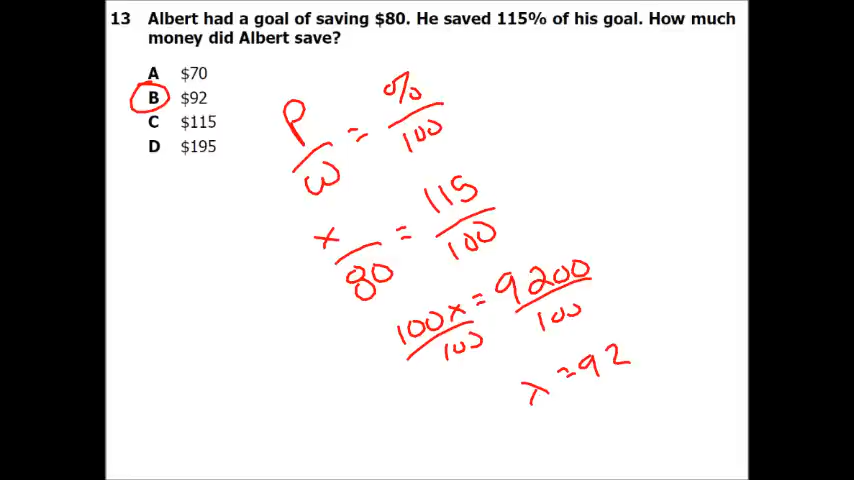 13 Albert had a goal of saving $80. He saved 115% of his goal. How much
money did Albert save?
A $70
B $92
C $115
D $195
P/w = %/100
x/80 = 115/100
100x/100 = 9200/100
x = 92